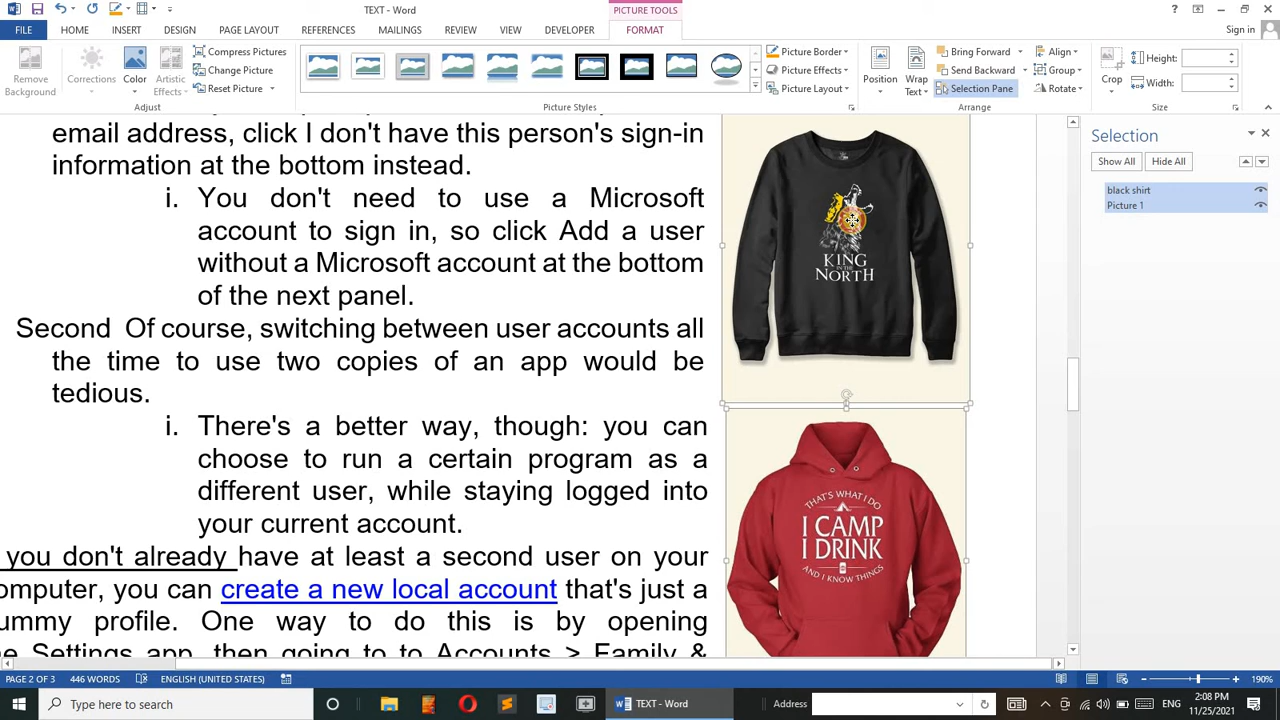 TEXT - Word
PICTURE TOOLS
Sign in
FILE
HOME
INSERT
DESIGN
PAGE LAYOUT
REFERENCES
MAILINGS
REVIEW
VIEW
DEVELOPER
FORMAT
Remove Background
Corrections
Color
Artistic Effects
Compress Pictures
Change Picture
Reset Picture
Adjust
Picture Styles
Picture Border
Picture Effects
Picture Layout
Position
Wrap Text
Bring Forward
Send Backward
Selection Pane
Align
Group
Rotate
Arrange
Crop
Height:
Width:
Size
email address, click I don't have this person's sign-in
information at the bottom instead.
i. You don't need to use a Microsoft
account to sign in, so click Add a user
without a Microsoft account at the bottom
of the next panel.
Second Of course, switching between user accounts all
the time to use two copies of an app would be
tedious.
i. There's a better way, though: you can
choose to run a certain program as a
different user, while staying logged into
your current account.
you don't already have at least a second user on your
omputer, you can create a new local account that's just a
ummy profile. One way to do this is by opening
e Settings app, then going to to Accounts > Family &
KING
IN THE
NORTH
THAT'S WHAT I DO
I CAMP
I DRINK
AND I KNOW THINGS
Selection
Show All
Hide All
black shirt
Picture 1
PAGE 2 OF 3
446 WORDS
ENGLISH (UNITED STATES)
190%
Type here to search
TEXT - Word
Address
ENG
2:08 PM
11/25/2021